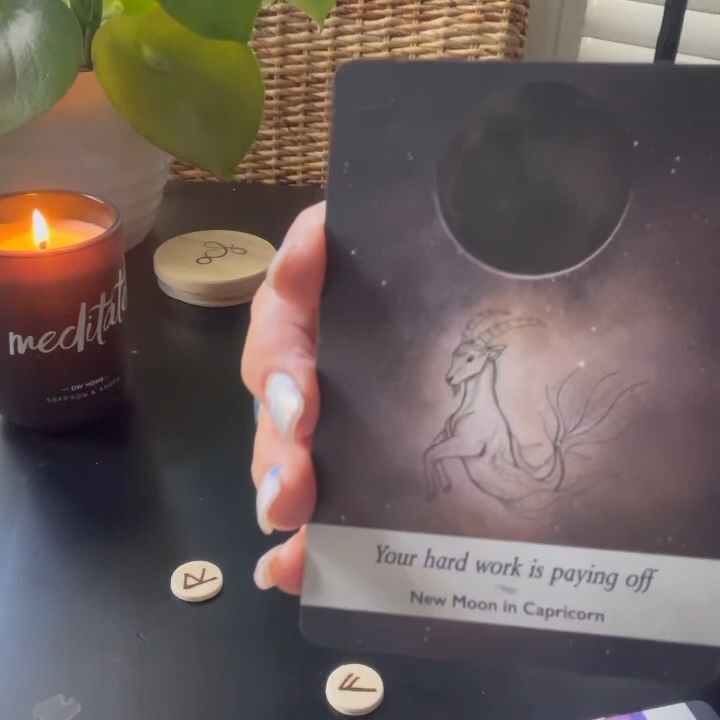 meditate
DW HOME
SAFFRON & AMBER
Your hard work is paying off
New Moon in Capricorn